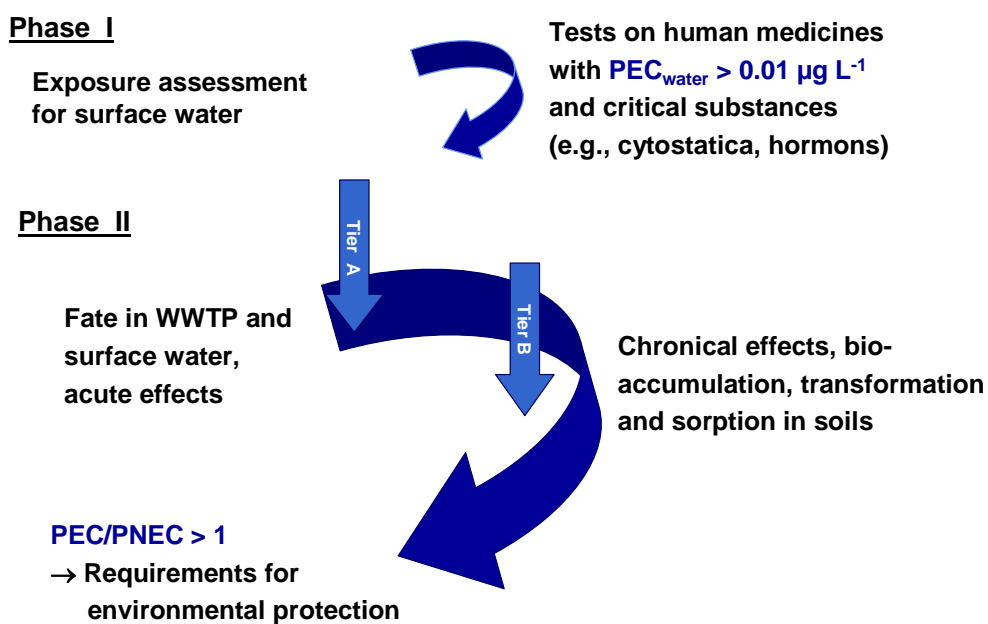 Phase I
Exposure assessment
for surface water
Tests on human medicines
with PECwater > 0.01 µg L-1
and critical substances
(e.g., cytostatica, hormons)
Phase II
Tier A
Tier B
Fate in WWTP and
surface water,
acute effects
Chronical effects, bio-
accumulation, transformation
and sorption in soils
PEC/PNEC > 1
→ Requirements for
environmental protection